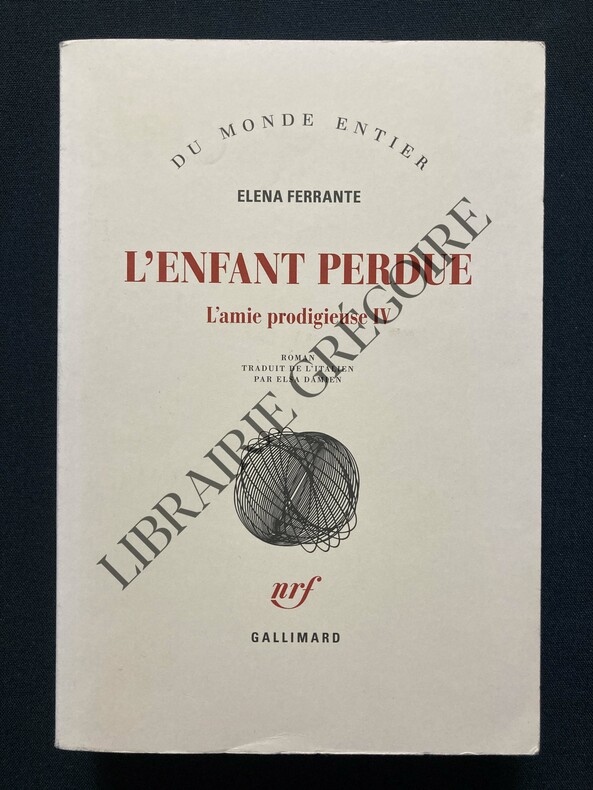 DU MONDE ENTIER
ELENA FERRANTE
L'ENFANT PERDUE
L'amie prodigieuse IV
ROMAN
TRADUIT DE L'ITALIEN
PAR ELSA DAMIEN
LIBRAIRIE GRÉGOIRE
nrf
GALLIMARD